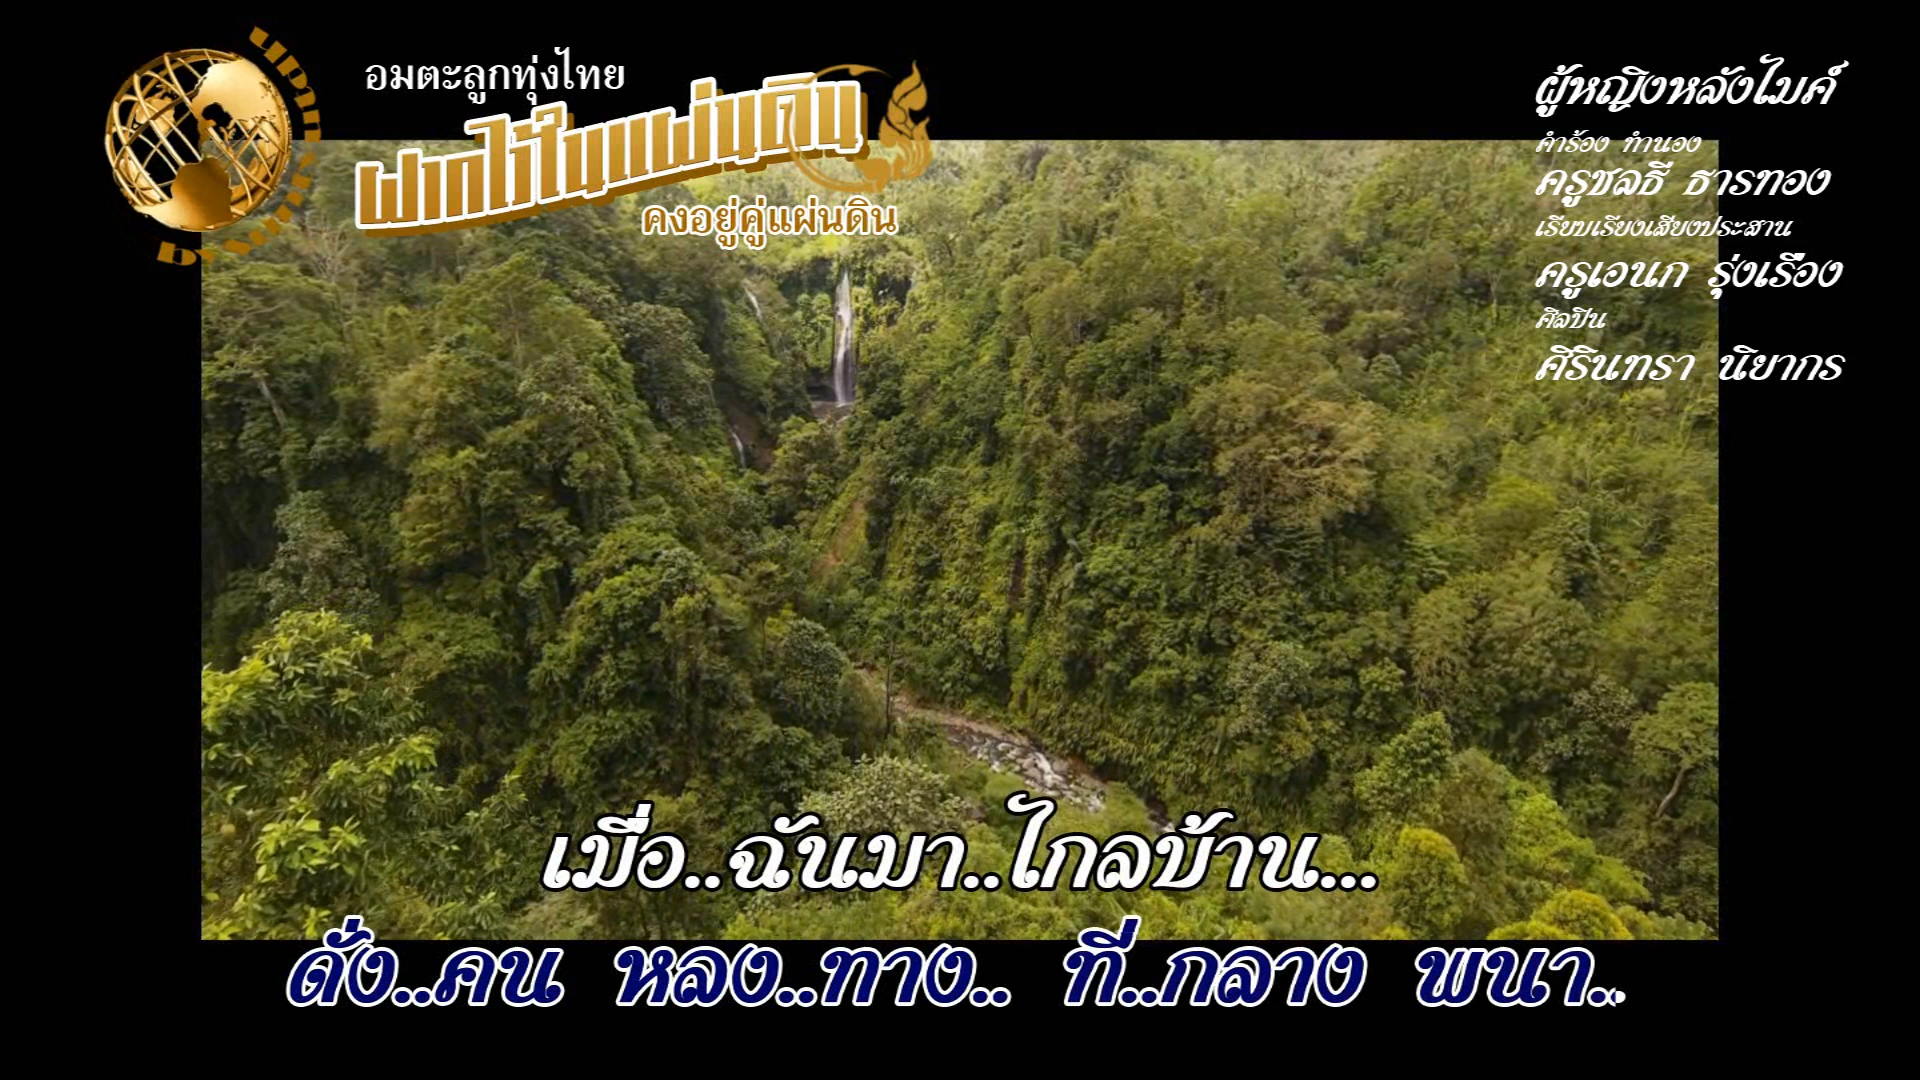 อมตะลูกทุ่งไทย
ฝากไว้ในแผ่นดิน
คงอยู่คู่แผ่นดิน
ผู้หญิงหลังไมค์
คำร้อง ทำนอง
ครูชลธี ธารทอง
เรียบเรียงเสียงประสาน
ครูเอนก รุ่งเรือง
ศิลปิน
ศิรินทรา นิยากร
เมื่อ..ฉันมา..ไกลบ้าน...
ดั่ง..คน หลง..ทาง.. ที่..กลาง พนา..